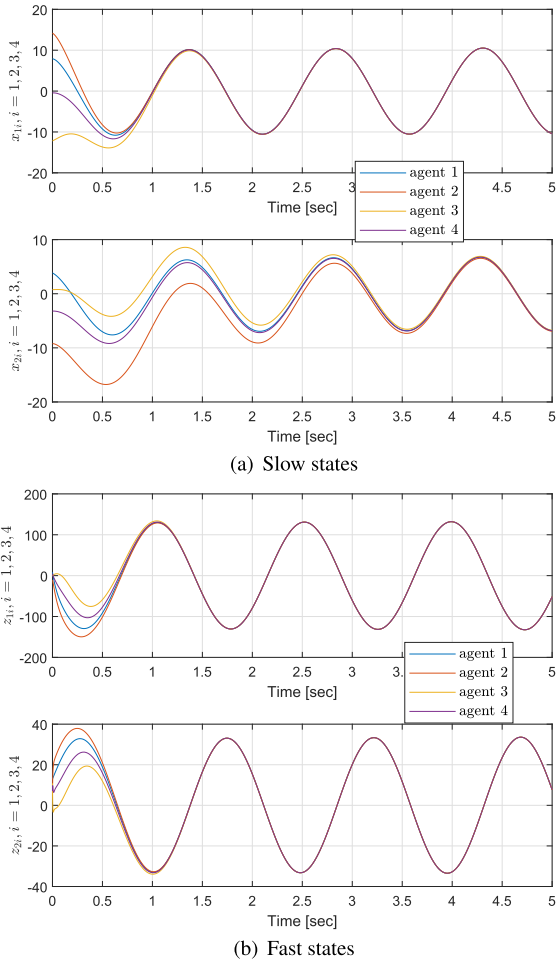 20
10
0
-10
-20
x_{1i}, i = 1, 2, 3, 4
0 0.5 1 1.5 2 2.5 3 3.5 4 4.5 5
Time [sec]
agent 1
agent 2
agent 3
agent 4
10
0
-10
-20
x_{2i}, i = 1, 2, 3, 4
0 0.5 1 1.5 2 2.5 3 3.5 4 4.5 5
Time [sec]
(a) Slow states
200
100
0
-100
-200
z_{1i}, i = 1, 2, 3, 4
0 0.5 1 1.5 2 2.5 3 3. 5
Time [sec]
agent 1
agent 2
agent 3
agent 4
40
20
0
-20
-40
z_{2i}, i = 1, 2, 3, 4
0 0.5 1 1.5 2 2.5 3 3.5 4 4.5 5
Time [sec]
(b) Fast states